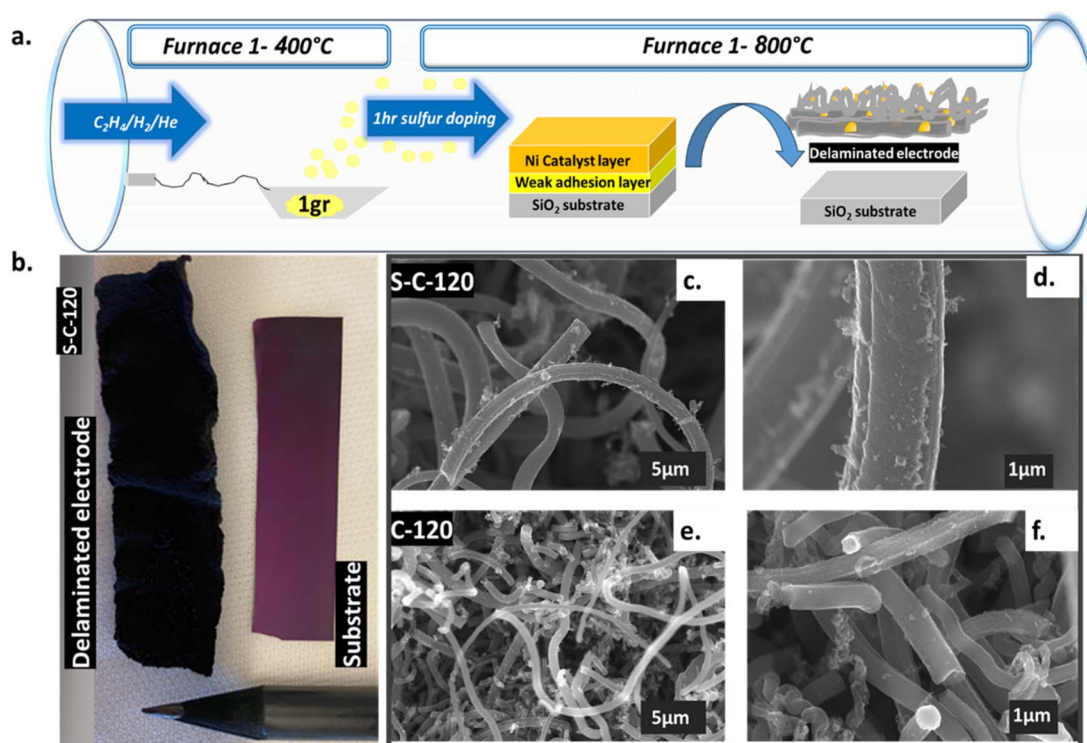 a.
Furnace 1- 400°C
Furnace 1- 800°C
C₂H₄/H₂/He
1hr sulfur doping
1gr
Ni Catalyst layer
Weak adhesion layer
SiO₂ substrate
Delaminated electrode
SiO₂ substrate
b.
S-C-120
Delaminated electrode
Substrate
S-C-120
c.
5µm
d.
1µm
C-120
e.
5µm
f.
1µm